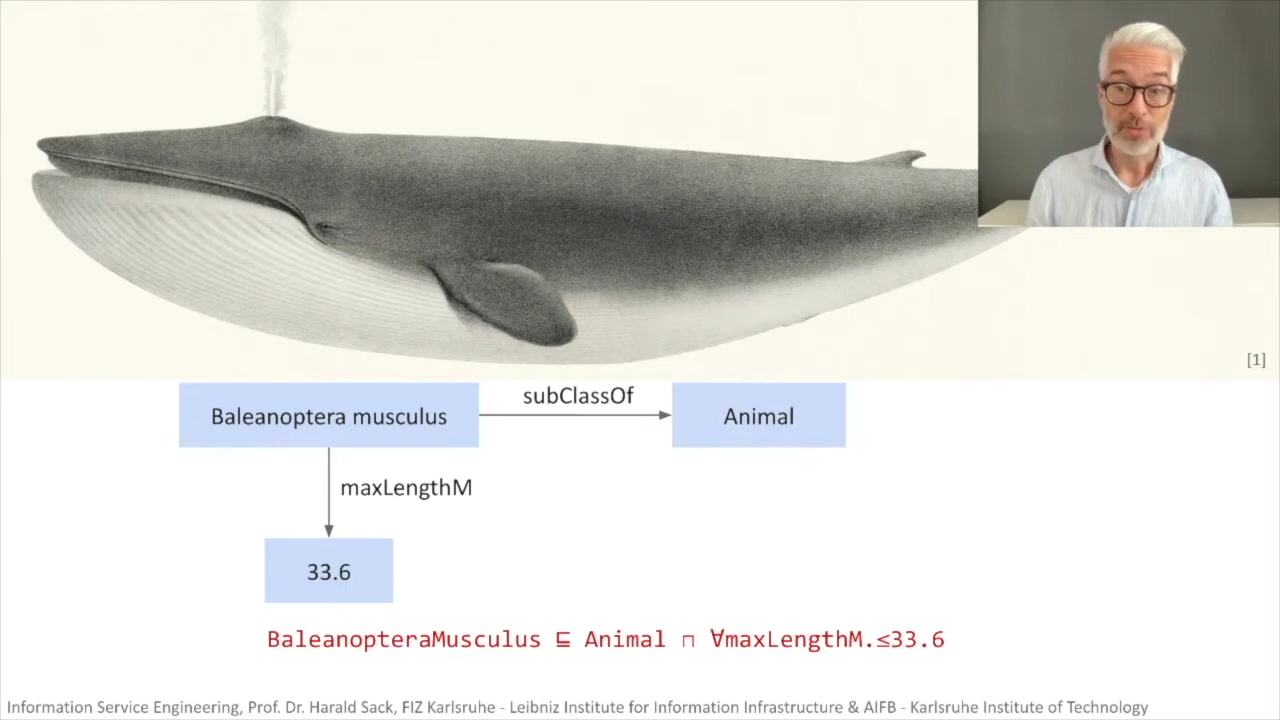 [1]
Baleanoptera musculus
subClassOf
Animal
maxLengthM
33.6
BaleanopteraMusculus ⊑ Animal ⊓ ∀maxLengthM.≤33.6
Information Service Engineering, Prof. Dr. Harald Sack, FIZ Karlsruhe - Leibniz Institute for Information Infrastructure & AIFB - Karlsruhe Institute of Technology